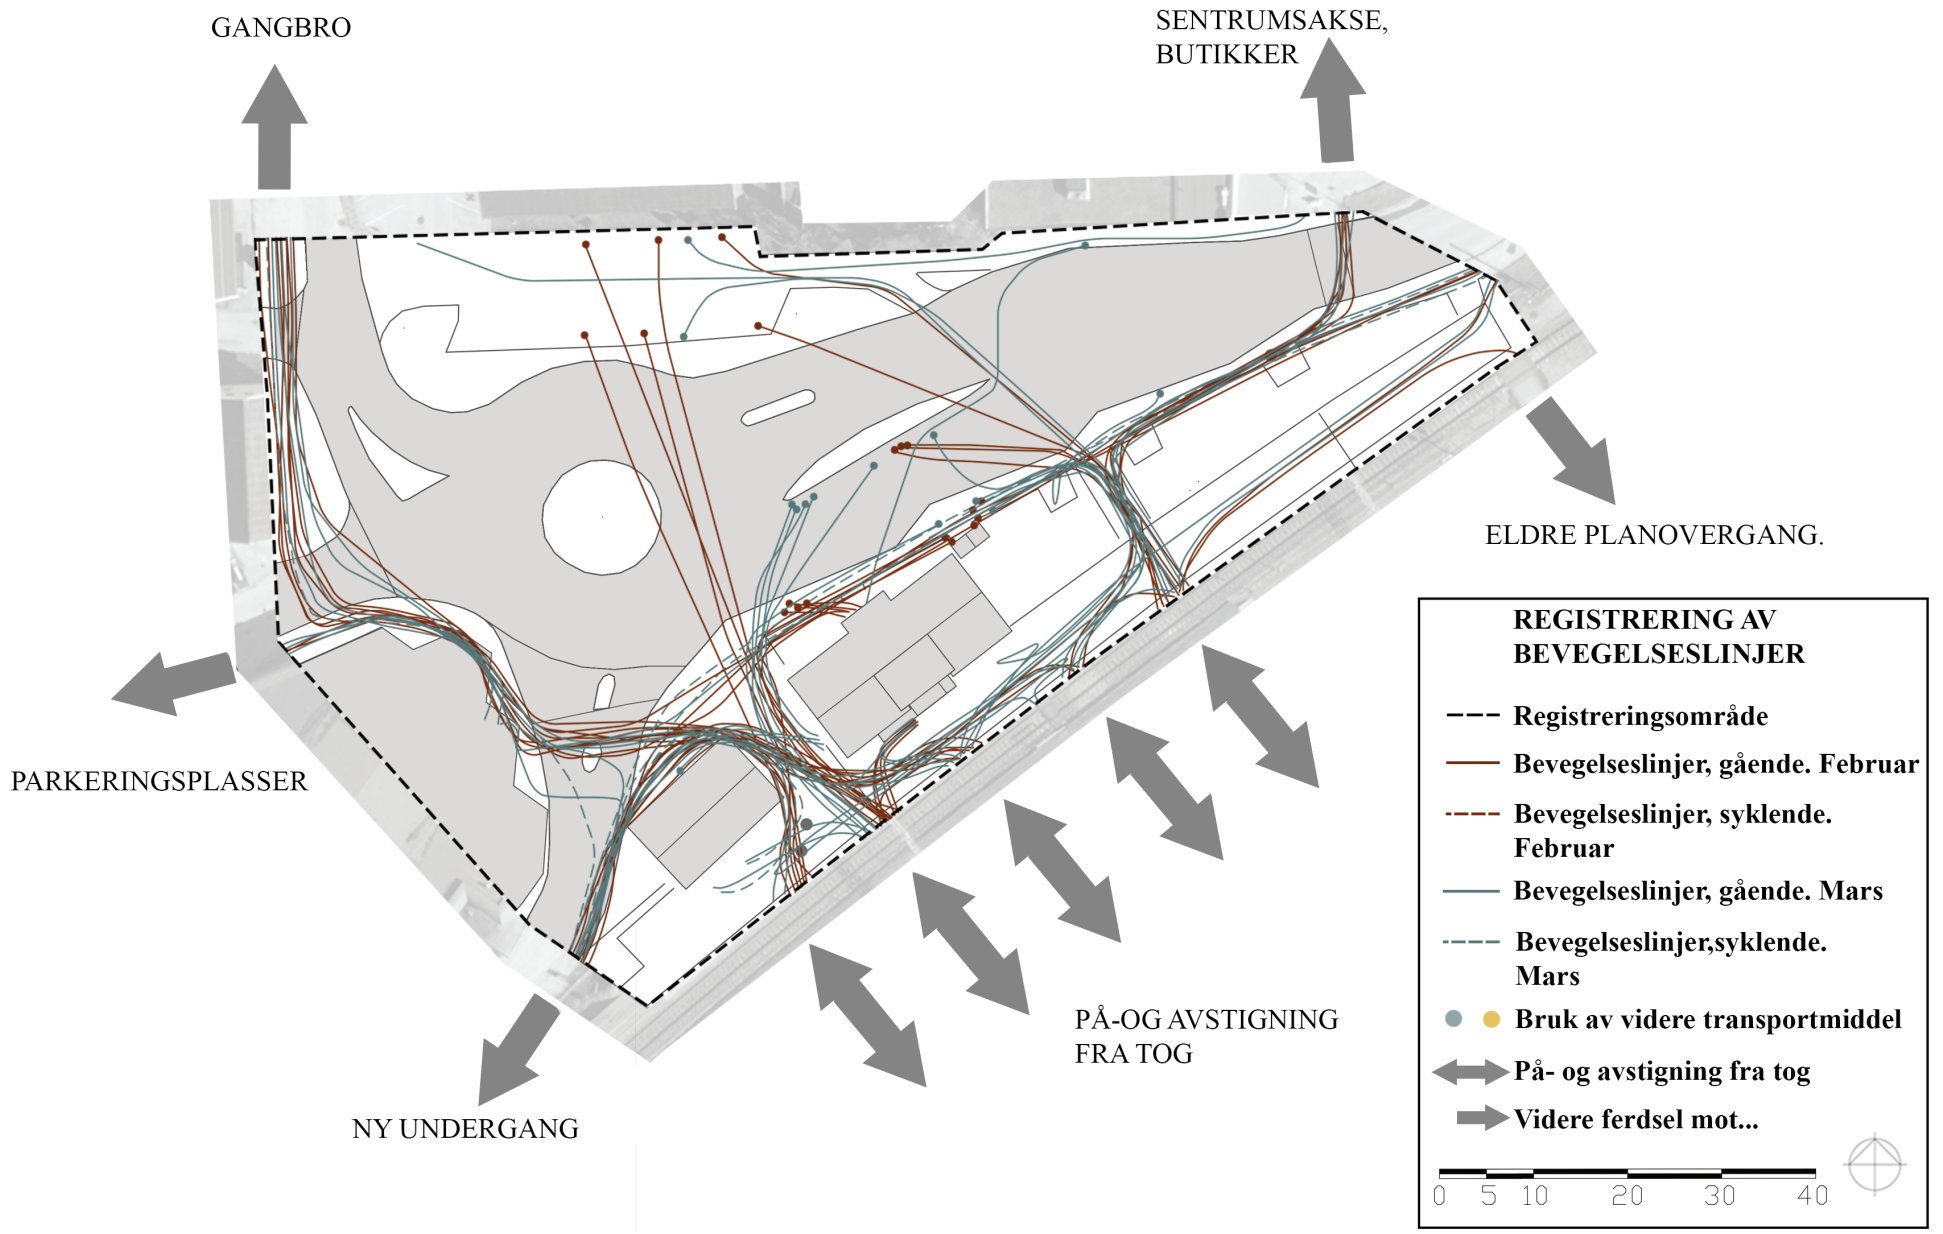 GANGBRO
SENTRUMSAKSE,
BUTIKKER
ELDRE PLANOVERGANG.
PARKERINGSPLASSER
PÅ-OG AVSTIGNING
FRA TOG
NY UNDERGANG
REGISTRERING AV
BEVEGELSESLINJER
Registreringsområde
Bevegelseslinjer, gående. Februar
Bevegelseslinjer, syklende.
Februar
Bevegelseslinjer, gående. Mars
Bevegelseslinjer,syklende.
Mars
Bruk av videre transportmiddel
På- og avstigning fra tog
Videre ferdsel mot...
0 5 10 20 30 40